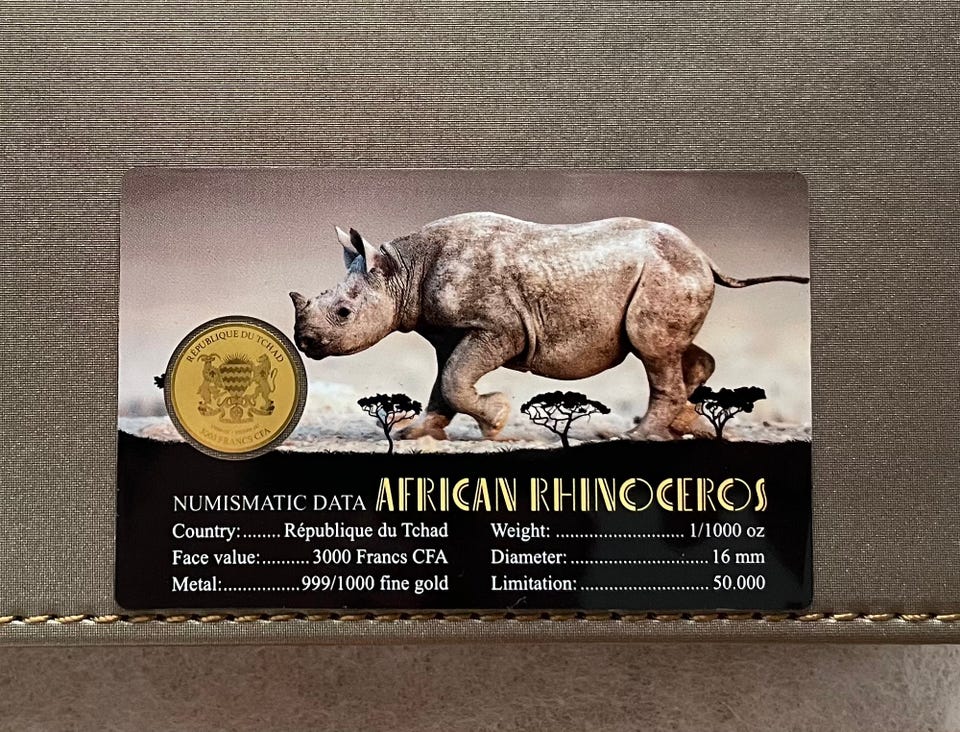 RÉPUBLIQUE DU TCHAD
3000 FRANCS CFA
NUMISMATIC DATA AFRICAN RHINOCEROS
Country:........ République du Tchad
Face value:.......... 3000 Francs CFA
Metal:.................999/1000 fine gold
Weight: ........................... 1/1000 oz
Diameter:............................. 16 mm
Limitation:........................... 50.000